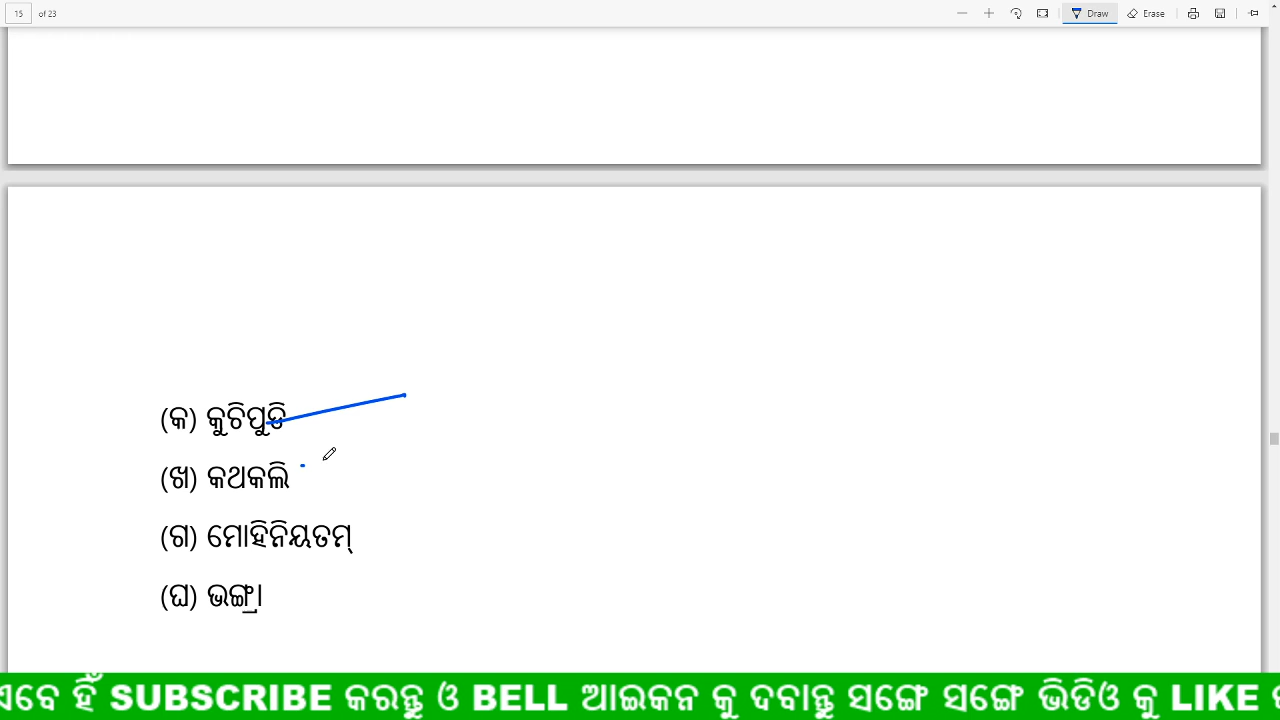 15 of 23 Draw Erase
(କ) କୁଚିପୁଡି
(ଖ) କଥକଲି
(ଗ) ମୋହିନିୟତମ୍
(ଘ) ଭଙ୍ଗ୍ରା
ଏବେ ହିଁ SUBSCRIBE କରନ୍ତୁ ଓ BELL ଆଇକନ କୁ ଦବାନ୍ତୁ ସଙ୍ଗେ ସଙ୍ଗେ ଭିଡିଓ କୁ LIKE